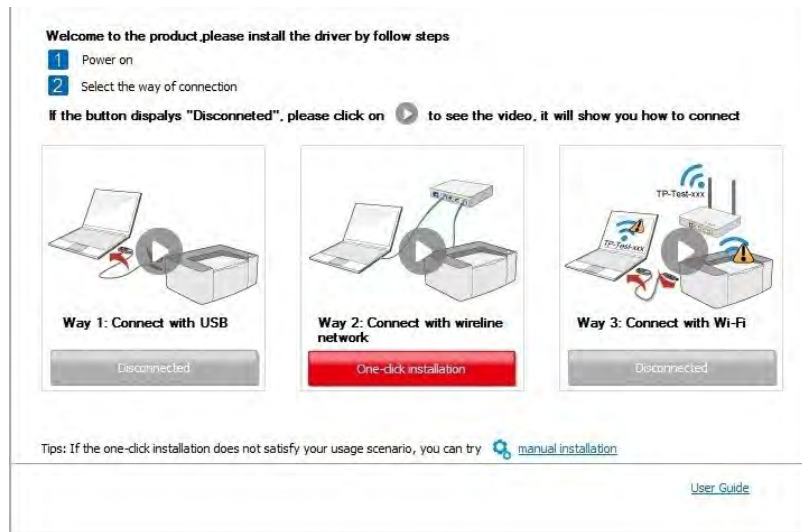 Welcome to the product,please install the driver by follow steps
1 Power on
2 Select the way of connection
If the button dispalys "Disconneted", please click on to see the video, it will show you how to connect
TP-Test-xxx
TP-Test-xxx
Way 1: Connect with USB
Way 2: Connect with wireline
network
Way 3: Connect with Wi-Fi
Disconnected
One-click installation
Disconnected
Tips: If the one-click installation does not satisfy your usage scenario, you can try manual installation
User Guide